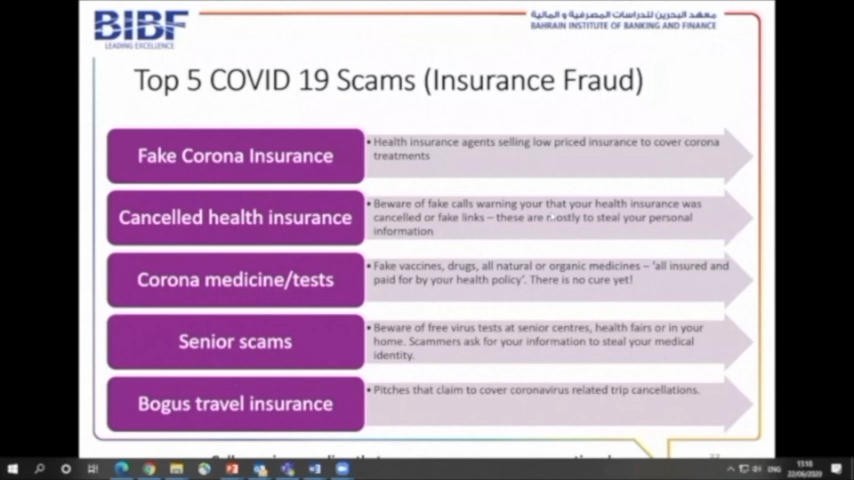 BIBF
LEADING EXCELLENCE
معهد البحرين للدراسات المصرفية و المالية
BAHRAIN INSTITUTE OF BANKING AND FINANCE
Top 5 COVID 19 Scams (Insurance Fraud)
Fake Corona Insurance
• Health insurance agents selling low priced insurance to cover corona
treatments
Cancelled health insurance
• Beware of fake calls warning your that your health insurance was
cancelled or fake links – these are mostly to steal your personal
information
Corona medicine/tests
• Fake vaccines, drugs, all natural or organic medicines – ‘all insured and
paid for by your health policy’. There is no cure yet!
Senior scams
• Beware of free virus tests at senior centres, health fairs or in your
home. Scammers ask for your information to steal your medical
identity.
Bogus travel insurance
• Pitches that claim to cover coronavirus related trip cancellations.
ENG
13:10
22/06/2020